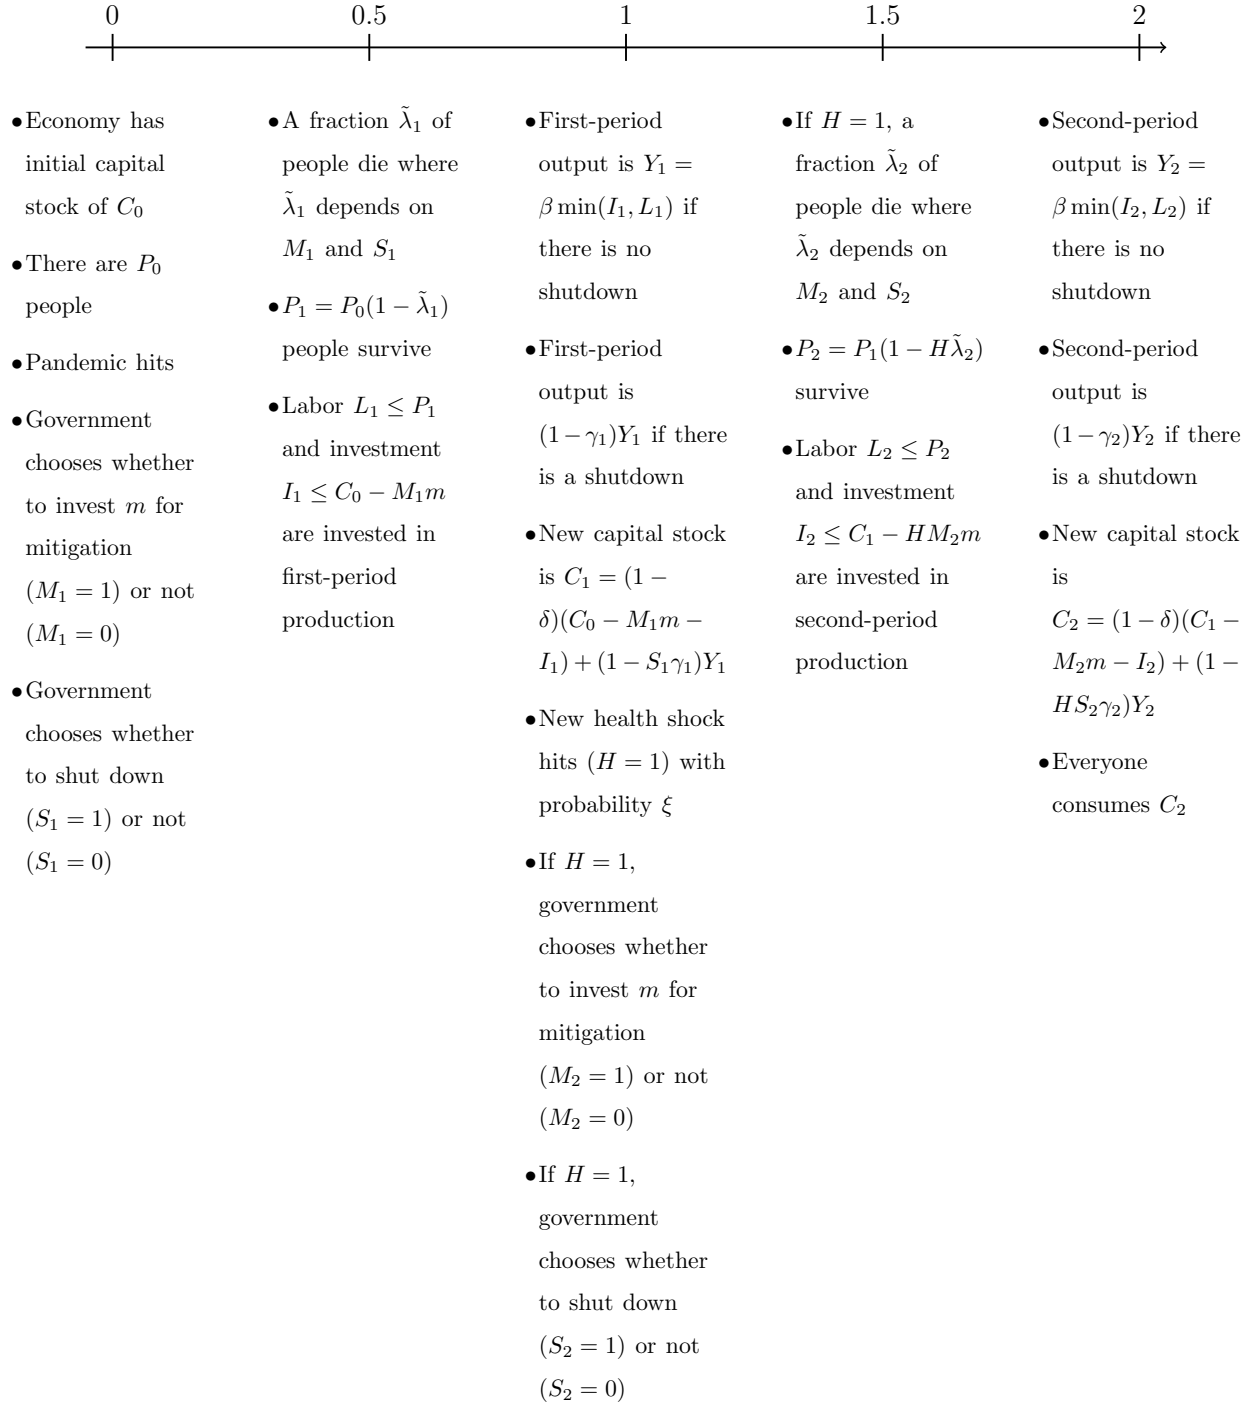 0 0.5 1 1.5 2
•Economy has
initial capital
stock of C₀
•There are P₀
people
•Pandemic hits
•Government
chooses whether
to invest m for
mitigation
(M₁ = 1) or not
(M₁ = 0)
•Government
chooses whether
to shut down
(S₁ = 1) or not
(S₁ = 0)
•A fraction λ̃₁ of
people die where
λ̃₁ depends on
M₁ and S₁
•P₁ = P₀(1 − λ̃₁)
people survive
•Labor L₁ ≤ P₁
and investment
I₁ ≤ C₀ − M₁m
are invested in
first-period
production
•First-period
output is Y₁ =
β min(I₁, L₁) if
there is no
shutdown
•First-period
output is
(1 − γ₁)Y₁ if there
is a shutdown
•New capital stock
is C₁ = (1 −
δ)(C₀ − M₁m −
I₁) + (1 − S₁γ₁)Y₁
•New health shock
hits (H = 1) with
probability ξ
•If H = 1,
government
chooses whether
to invest m for
mitigation
(M₂ = 1) or not
(M₂ = 0)
•If H = 1,
government
chooses whether
to shut down
(S₂ = 1) or not
(S₂ = 0)
•If H = 1, a
fraction λ̃₂ of
people die where
λ̃₂ depends on
M₂ and S₂
•P₂ = P₁(1 − Hλ̃₂)
survive
•Labor L₂ ≤ P₂
and investment
I₂ ≤ C₁ − HM₂m
are invested in
second-period
production
•Second-period
output is Y₂ =
β min(I₂, L₂) if
there is no
shutdown
•Second-period
output is
(1 − γ₂)Y₂ if there
is a shutdown
•New capital stock
is
C₂ = (1 − δ)(C₁ −
M₂m − I₂) + (1 −
HS₂γ₂)Y₂
•Everyone
consumes C₂